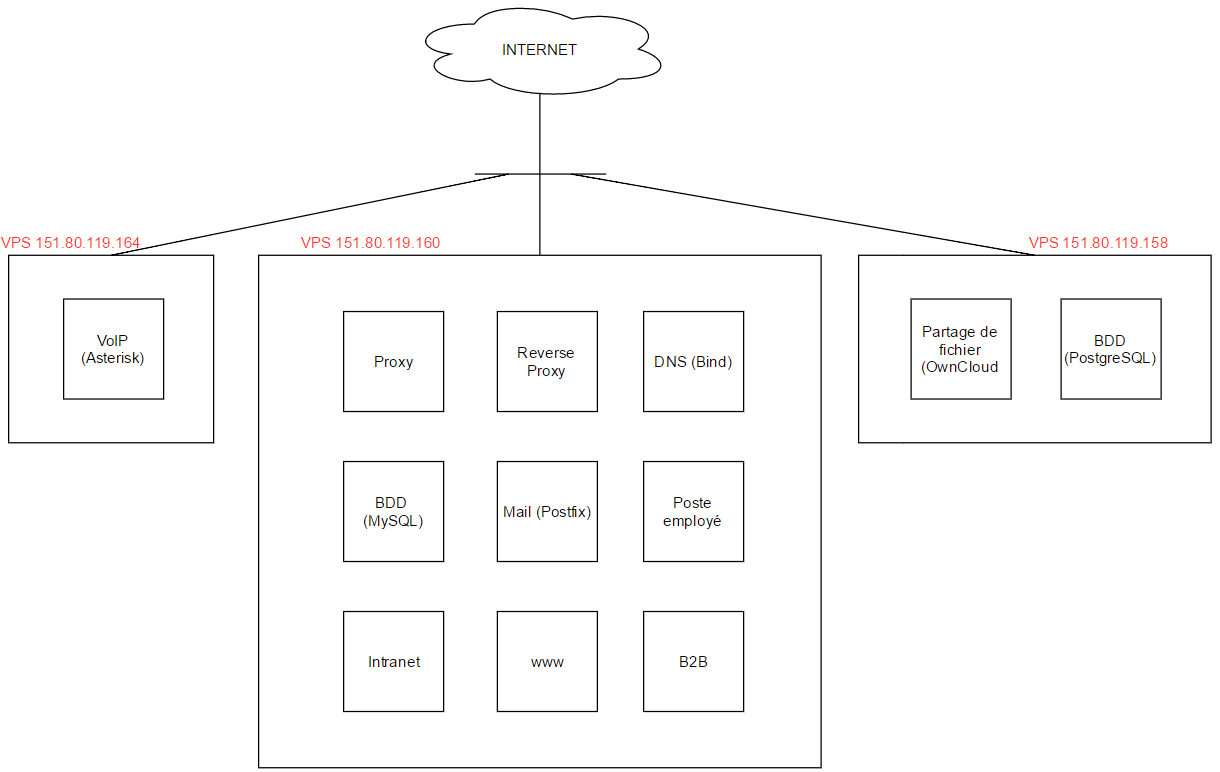 INTERNET
VPS 151.80.119.164
VPS 151.80.119.160
VPS 151.80.119.158
VoIP
(Asterisk)
Proxy
Reverse
Proxy
DNS (Bind)
Partage de
fichier
(OwnCloud
BDD
(PostgreSQL)
BDD
(MySQL)
Mail (Postfix)
Poste
employé
Intranet
www
B2B